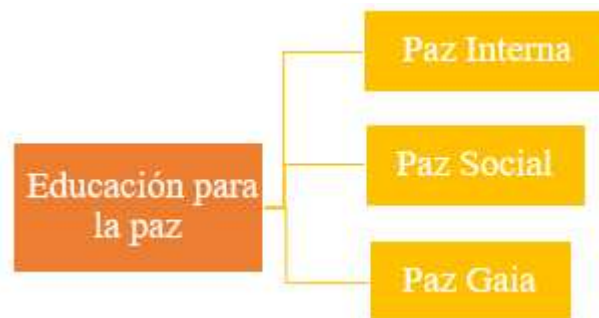 Educación para
la paz
Paz Interna
Paz Social
Paz Gaia